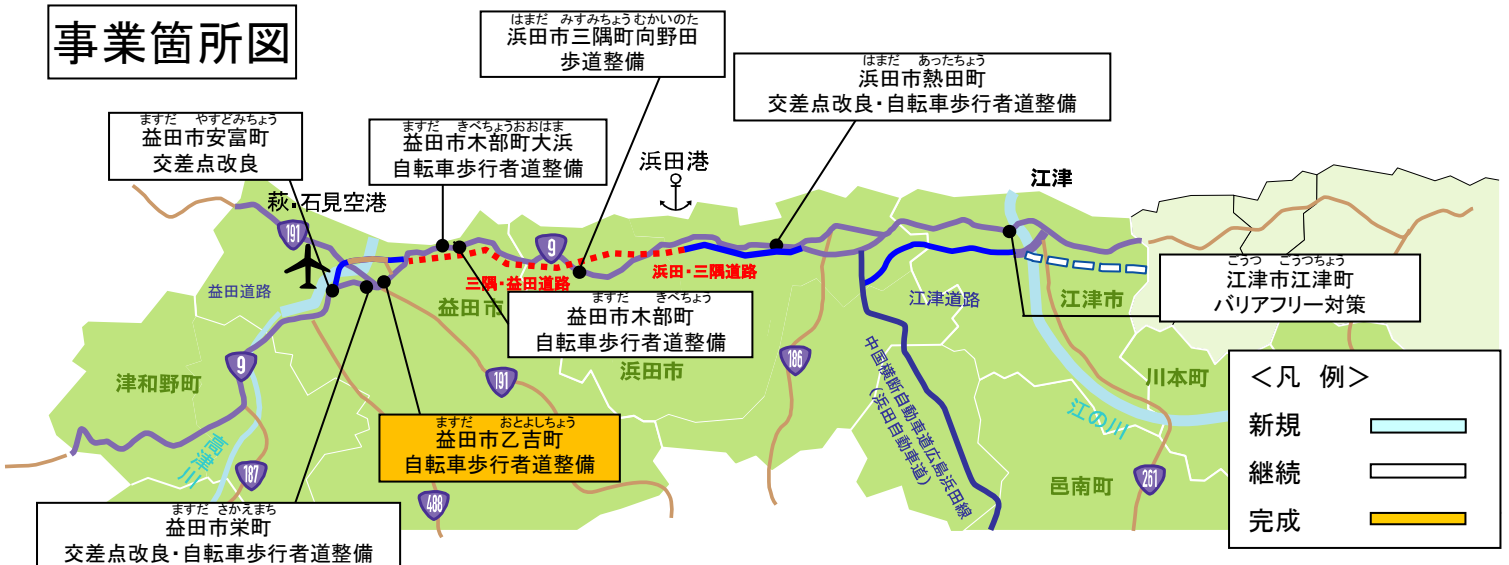 事業箇所図
はまだ みすみちょうむかいのた
浜田市三隅町向野田
歩道整備
はまだ あったちょう
浜田市熱田町
交差点改良・自転車歩行者道整備
ますだ やすどみちょう
益田市安富町
交差点改良
ますだ きべちょうおおはま
益田市木部町大浜
自転車歩行者道整備
浜田港
江津
萩・石見空港
191
9
三隅・益田道路
浜田・三隅道路
益田道路
江津道路
益田市
江津市
ごうつ ごうつちょう
江津市江津町
バリアフリー対策
ますだ きべちょう
益田市木部町
自転車歩行者道整備
186
中国横断自動車道広島浜田線
(浜田自動車道)
9
津和野町
191
浜田市
川本町
江の川
<凡 例>
新規
継続
完成
ますだ おとよしちょう
益田市乙吉町
自転車歩行者道整備
高津川
187
488
邑南町
261
ますだ さかえまち
益田市栄町
交差点改良・自転車歩行者道整備